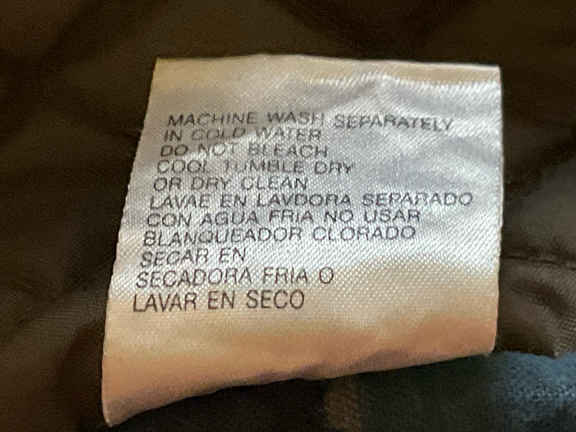 MACHINE WASH SEPARATELY
IN COLD WATER
DO NOT BLEACH
COOL TUMBLE DRY
OR DRY CLEAN
LAVAE EN LAVDORA SEPARADO
CON AGUA FRIA NO USAR
BLANQUEADOR CLORADO
SECAR EN
SECADORA FRIA O
LAVAR EN SECO